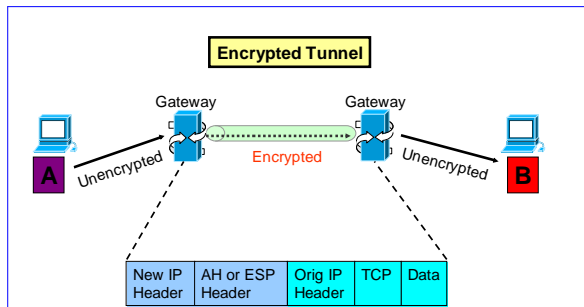 Encrypted Tunnel
Gateway
Gateway
A
Unencrypted
Encrypted
Unencrypted
B
New IP
Header
AH or ESP
Header
Orig IP
Header
TCP
Data